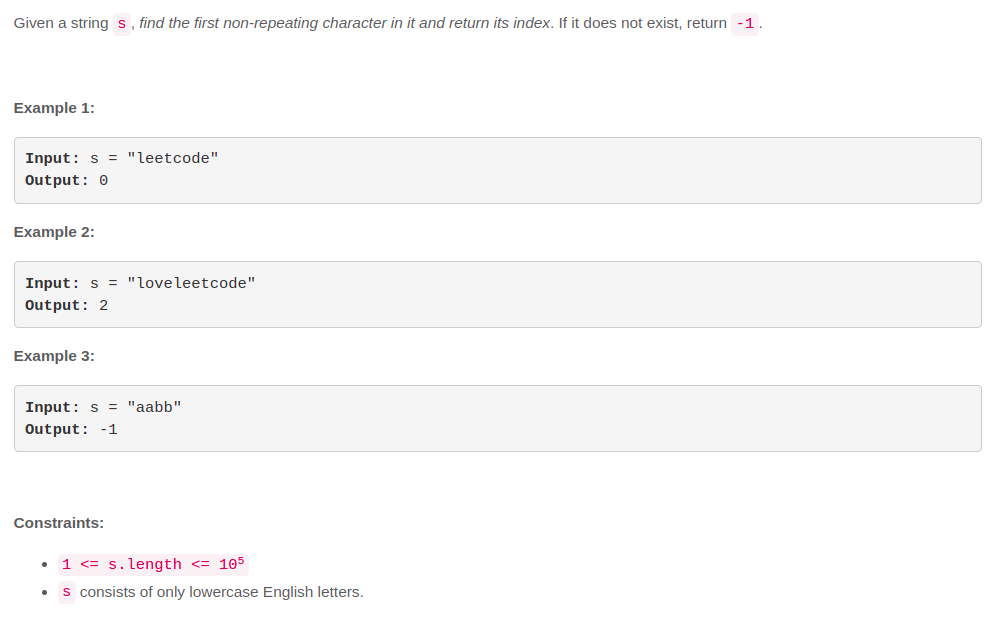 Given a string s, find the first non-repeating character in it and return its index. If it does not exist, return -1.
Example 1:
Input: s = "leetcode"
Output: 0
Example 2:
Input: s = "loveleetcode"
Output: 2
Example 3:
Input: s = "aabb"
Output: -1
Constraints:
• 1 <= s.length <= 10⁵
• s consists of only lowercase English letters.